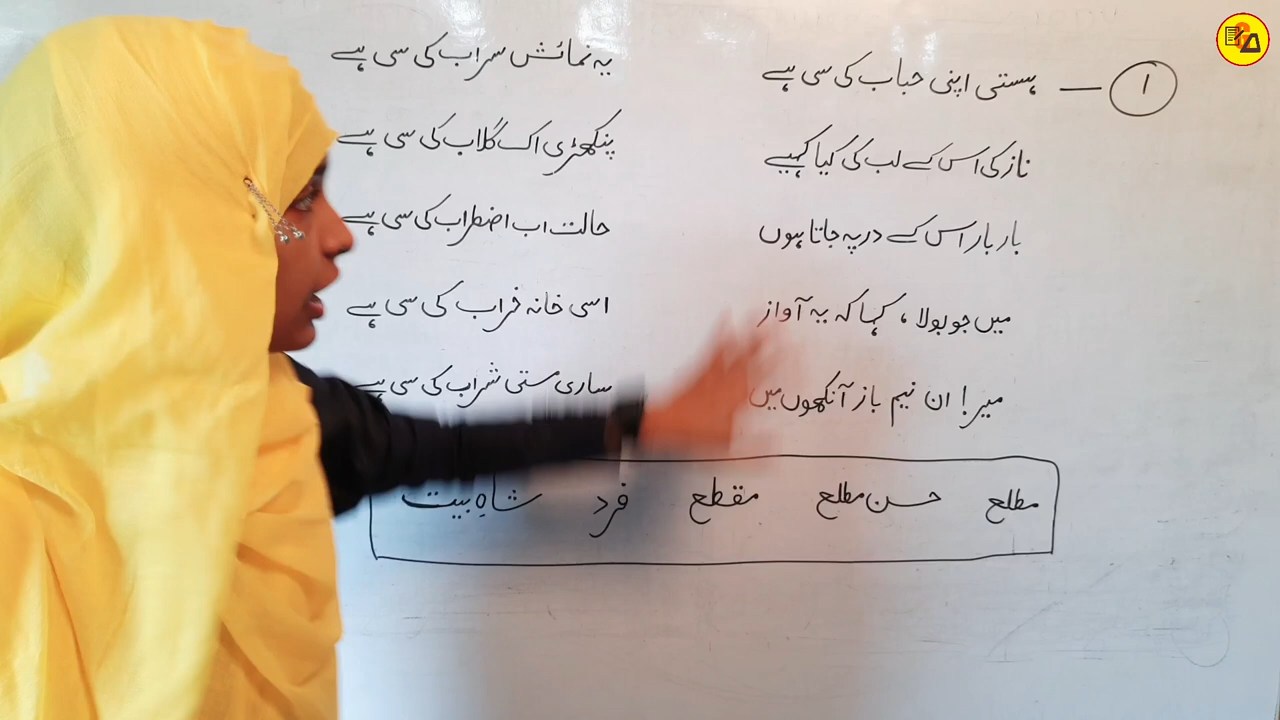 ۱ — ہستی اپنی حباب کی سی ہے
یہ نمائش سراب کی سی ہے
نازکی اس کے لب کی کیا کہیے
پنکھڑی اک گلاب کی سی ہے
بار بار اس کے در پہ جاتا ہوں
حالت اب اضطراب کی سی ہے
میں جو بولا ، کہا کہ یہ آواز
اسی خانہ خراب کی سی ہے
میر ! ان نیم باز آنکھوں میں
ساری مستی شراب کی سی ہے
مطلع حسن مطلع مقطع فرد شاہِ بیت